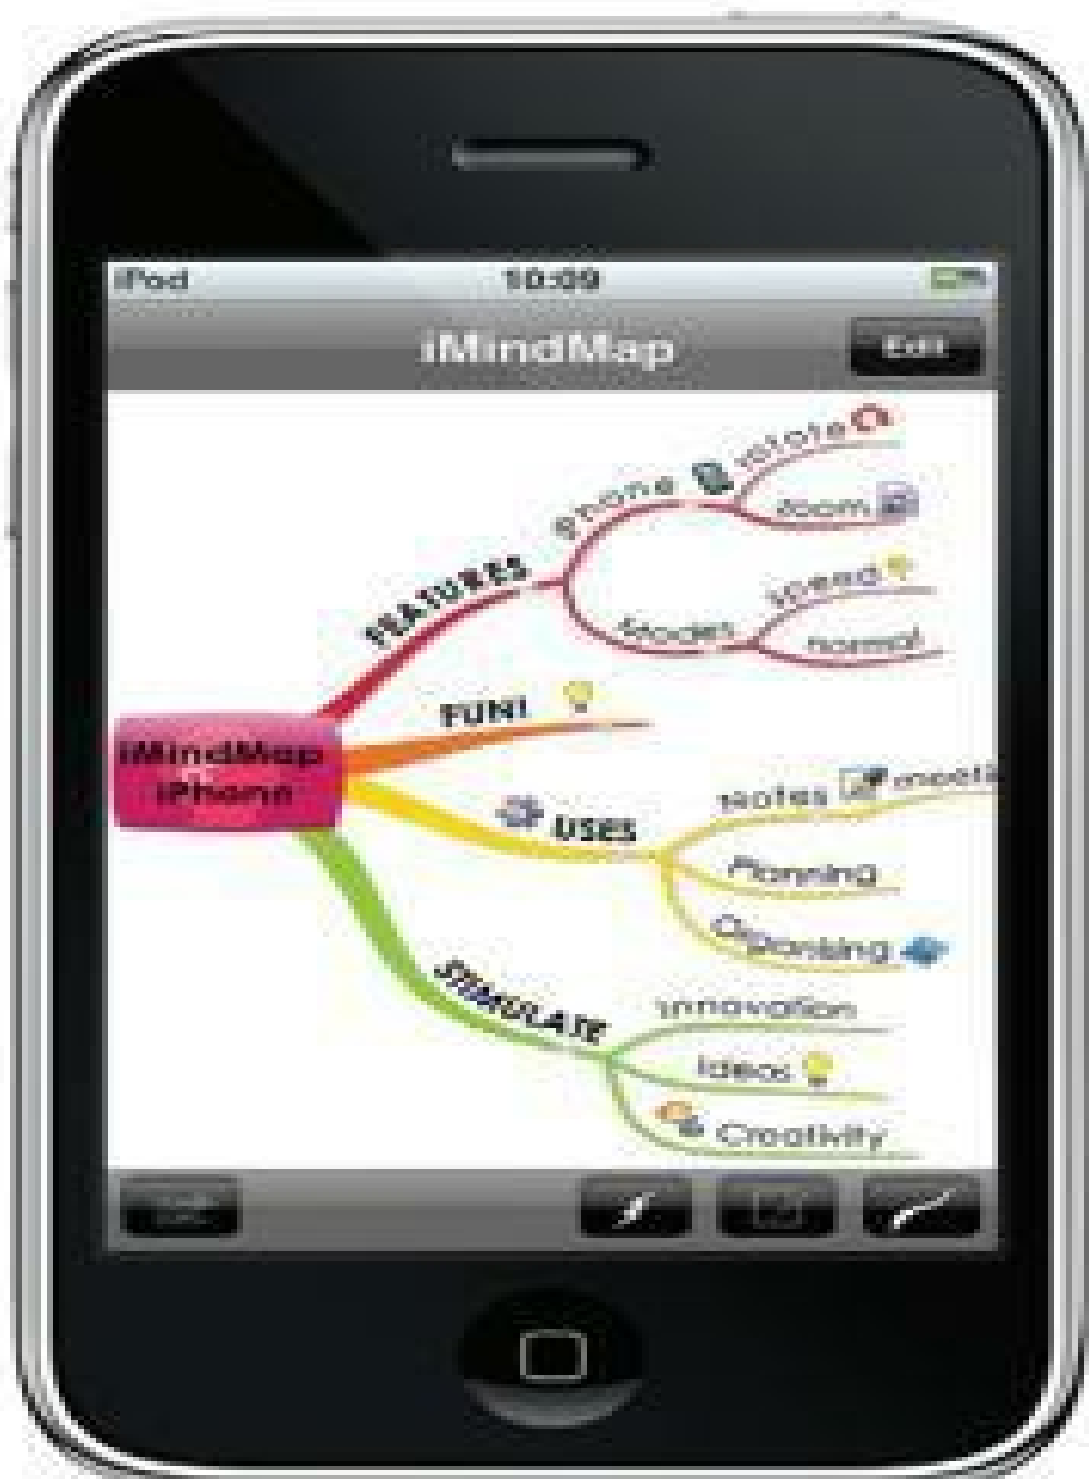 iPod 10:09
iMindMap Edit
rotate
phone
zoom
FEATURES
speed
Modes
normal
FUN!
iMindMap
iPhone
Notes
USES
Planning
Organising
STIMULATE
Innovation
Ideas
Creativity